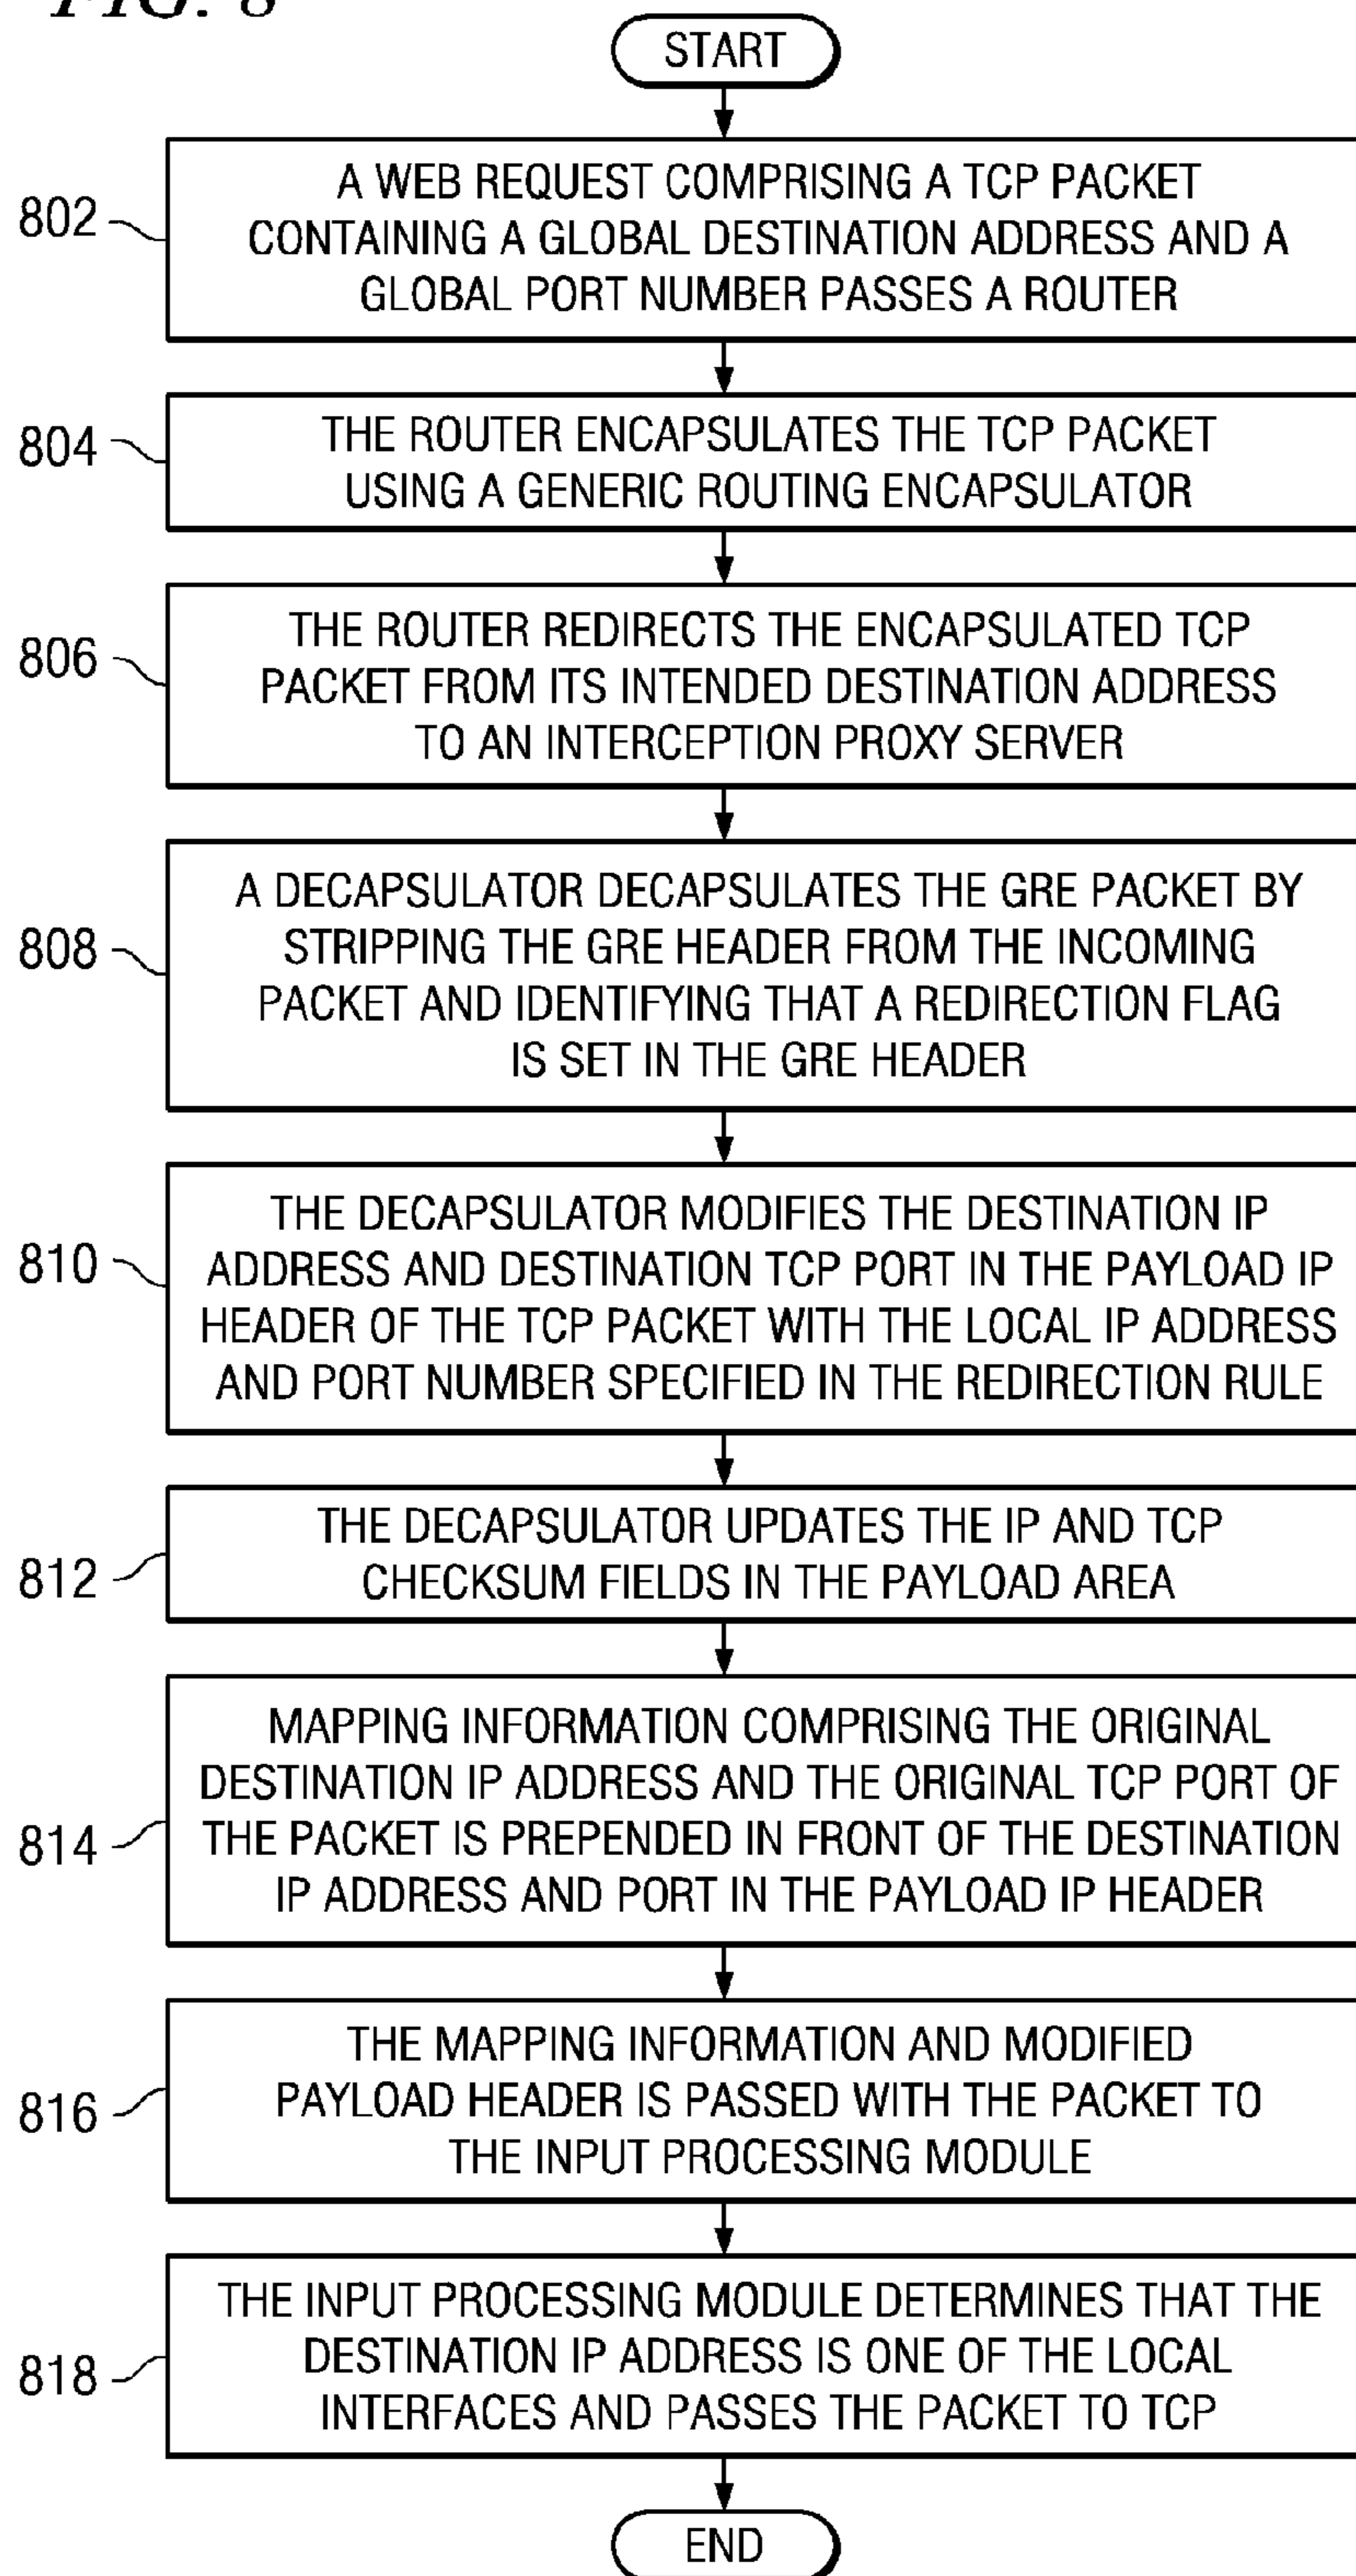 FIG. 8
START
802
A WEB REQUEST COMPRISING A TCP PACKET
CONTAINING A GLOBAL DESTINATION ADDRESS AND A
GLOBAL PORT NUMBER PASSES A ROUTER
804
THE ROUTER ENCAPSULATES THE TCP PACKET
USING A GENERIC ROUTING ENCAPSULATOR
806
THE ROUTER REDIRECTS THE ENCAPSULATED TCP
PACKET FROM ITS INTENDED DESTINATION ADDRESS
TO AN INTERCEPTION PROXY SERVER
808
A DECAPSULATOR DECAPSULATES THE GRE PACKET BY
STRIPPING THE GRE HEADER FROM THE INCOMING
PACKET AND IDENTIFYING THAT A REDIRECTION FLAG
IS SET IN THE GRE HEADER
810
THE DECAPSULATOR MODIFIES THE DESTINATION IP
ADDRESS AND DESTINATION TCP PORT IN THE PAYLOAD IP
HEADER OF THE TCP PACKET WITH THE LOCAL IP ADDRESS
AND PORT NUMBER SPECIFIED IN THE REDIRECTION RULE
812
THE DECAPSULATOR UPDATES THE IP AND TCP
CHECKSUM FIELDS IN THE PAYLOAD AREA
814
MAPPING INFORMATION COMPRISING THE ORIGINAL
DESTINATION IP ADDRESS AND THE ORIGINAL TCP PORT OF
THE PACKET IS PREPENDED IN FRONT OF THE DESTINATION
IP ADDRESS AND PORT IN THE PAYLOAD IP HEADER
816
THE MAPPING INFORMATION AND MODIFIED
PAYLOAD HEADER IS PASSED WITH THE PACKET TO
THE INPUT PROCESSING MODULE
818
THE INPUT PROCESSING MODULE DETERMINES THAT THE
DESTINATION IP ADDRESS IS ONE OF THE LOCAL
INTERFACES AND PASSES THE PACKET TO TCP
END